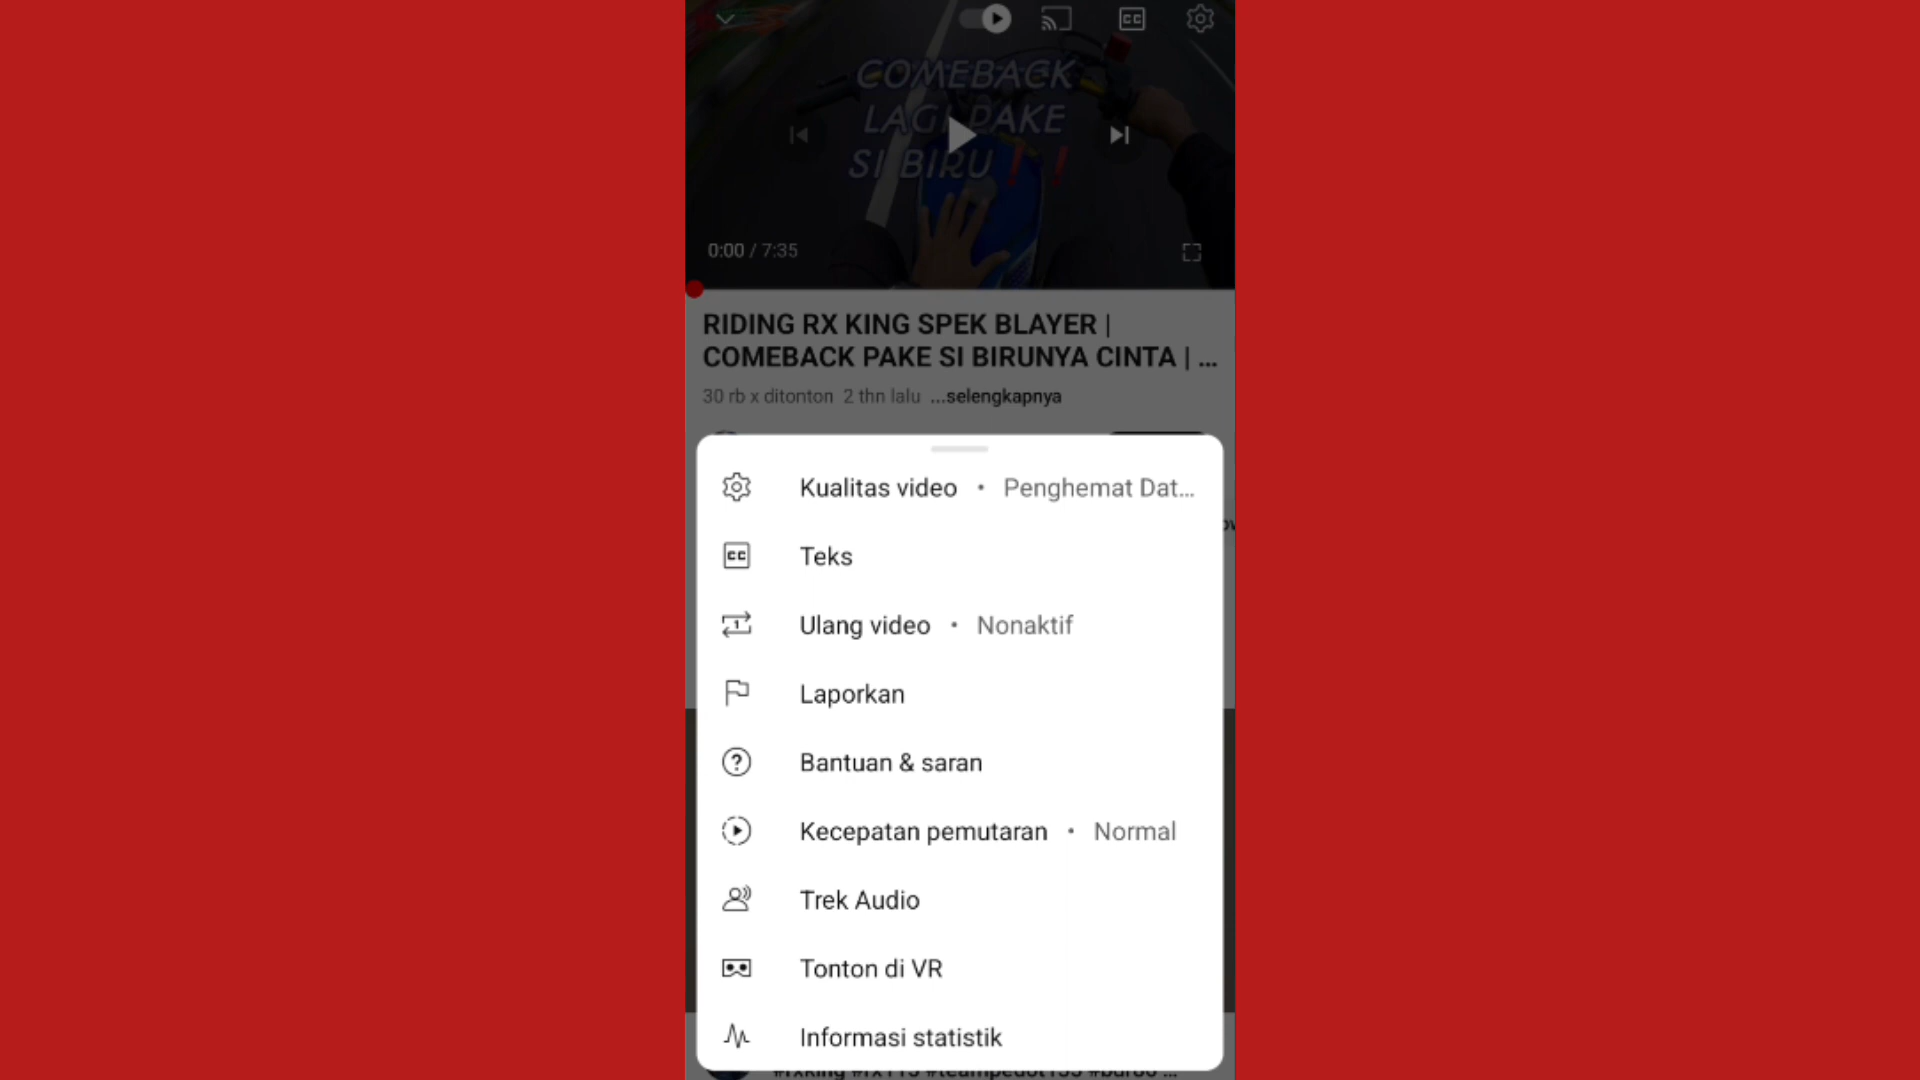 COMEBACK
LAGI PAKE
SI BIRU❗❗
0:00 / 7:35
RIDING RX KING SPEK BLAYER |
COMEBACK PAKE SI BIRUNYA CINTA | ...
30 rb x ditonton 2 thn lalu ...selengkapnya
Kualitas video • Penghemat Dat...
CC Teks
Ulang video • Nonaktif
Laporkan
Bantuan & saran
Kecepatan pemutaran • Normal
Trek Audio
Tonton di VR
Informasi statistik